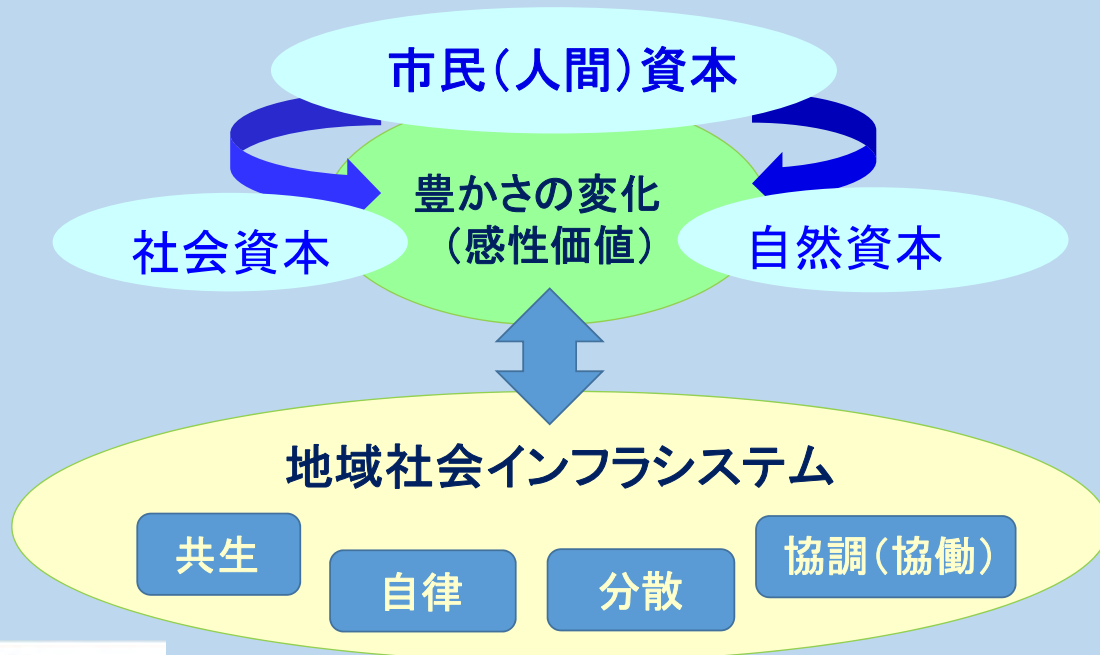 市民（人間）資本
豊かさの変化
（感性価値）
社会資本
自然資本
地域社会インフラシステム
共生
自律
分散
協調（協働）